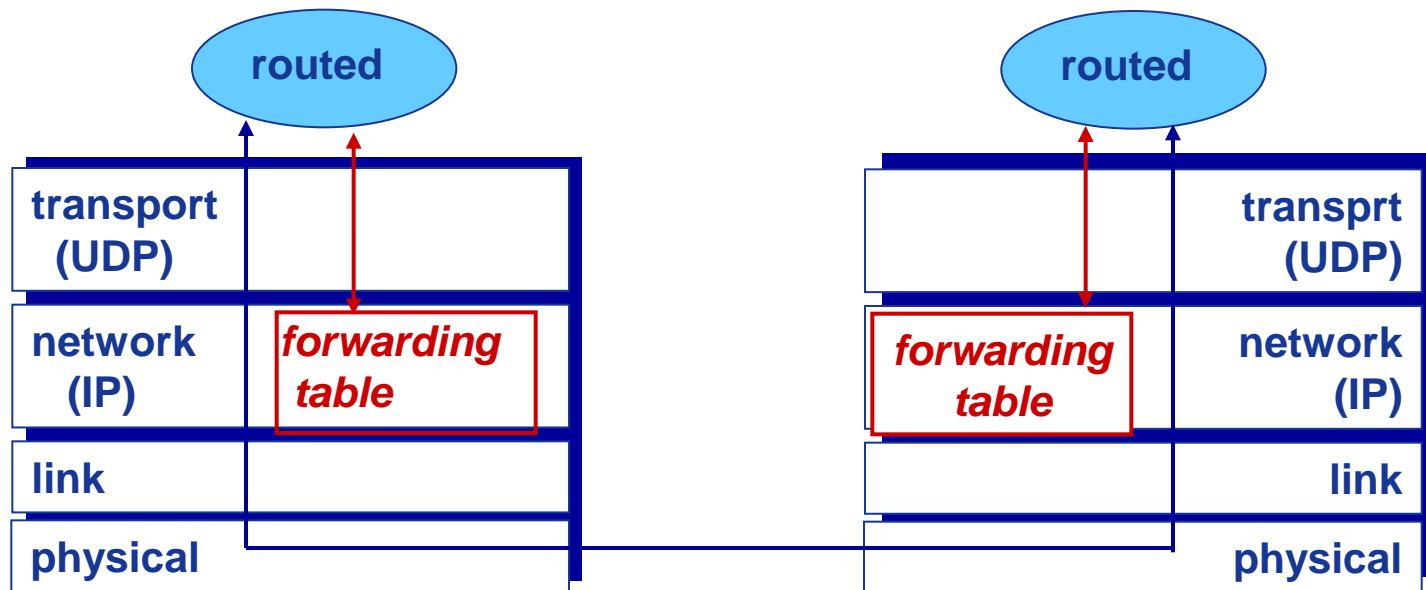 routed
routed
transport
(UDP)
transprt
(UDP)
network
(IP)
forwarding
table
forwarding
table
network
(IP)
link
link
physical
physical